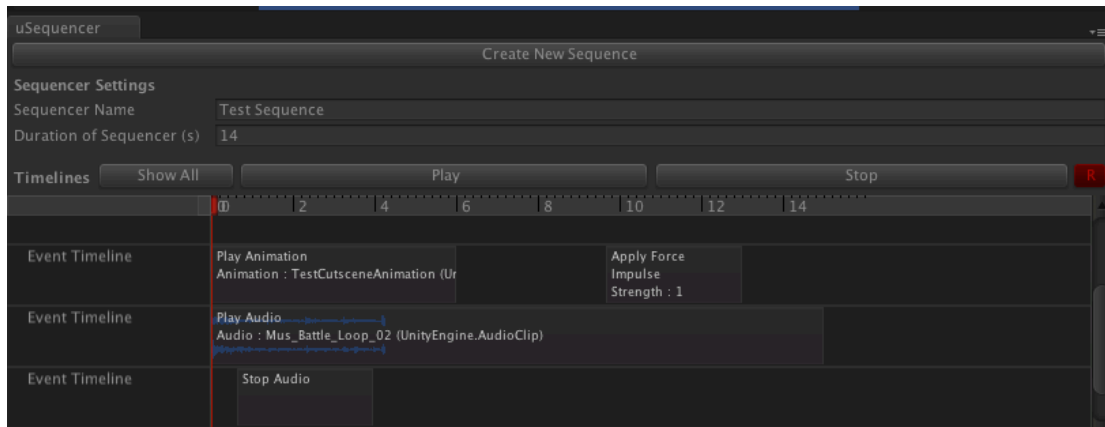 uSequencer
Create New Sequence
Sequencer Settings
Sequencer Name Test Sequence
Duration of Sequencer (s) 14
Timelines Show All Play Stop R
0 2 4 6 8 10 12 14
Event Timeline
Play Animation
Animation : TestCutsceneAnimation (Ur
Apply Force
Impulse
Strength : 1
Event Timeline
Play Audio
Audio : Mus_Battle_Loop_02 (UnityEngine.AudioClip)
Event Timeline
Stop Audio